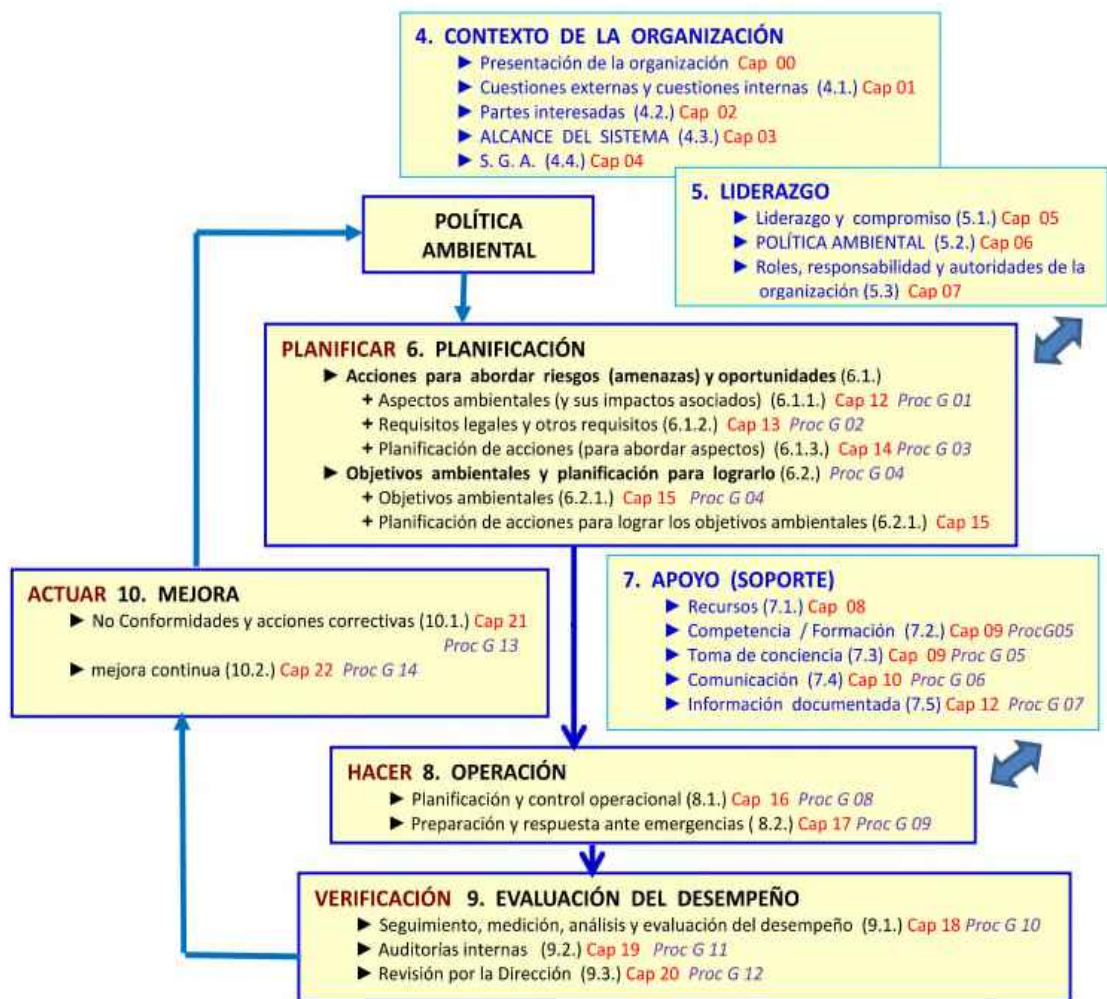 4. CONTEXTO DE LA ORGANIZACIÓN
► Presentación de la organización Cap 00
► Cuestiones externas y cuestiones internas (4.1.) Cap 01
► Partes interesadas (4.2.) Cap 02
► ALCANCE DEL SISTEMA (4.3.) Cap 03
► S. G. A. (4.4.) Cap 04
5. LIDERAZGO
► Liderazgo y compromiso (5.1.) Cap 05
► POLÍTICA AMBIENTAL (5.2.) Cap 06
► Roles, responsabilidad y autoridades de la
organización (5.3) Cap 07
POLÍTICA
AMBIENTAL
PLANIFICAR 6. PLANIFICACIÓN
► Acciones para abordar riesgos (amenazas) y oportunidades (6.1.)
+ Aspectos ambientales (y sus impactos asociados) (6.1.1.) Cap 12 Proc G 01
+ Requisitos legales y otros requisitos (6.1.2.) Cap 13 Proc G 02
+ Planificación de acciones (para abordar aspectos) (6.1.3.) Cap 14 Proc G 03
► Objetivos ambientales y planificación para lograrlo (6.2.) Proc G 04
+ Objetivos ambientales (6.2.1.) Cap 15 Proc G 04
+ Planificación de acciones para lograr los objetivos ambientales (6.2.1.) Cap 15
7. APOYO (SOPORTE)
► Recursos (7.1.) Cap 08
► Competencia / Formación (7.2.) Cap 09 ProcG05
► Toma de conciencia (7.3) Cap 09 Proc G 05
► Comunicación (7.4) Cap 10 Proc G 06
► Información documentada (7.5) Cap 12 Proc G 07
ACTUAR 10. MEJORA
► No Conformidades y acciones correctivas (10.1.) Cap 21
Proc G 13
► mejora continua (10.2.) Cap 22 Proc G 14
HACER 8. OPERACIÓN
► Planificación y control operacional (8.1.) Cap 16 Proc G 08
► Preparación y respuesta ante emergencias ( 8.2.) Cap 17 Proc G 09
VERIFICACIÓN 9. EVALUACIÓN DEL DESEMPEÑO
► Seguimiento, medición, análisis y evaluación del desempeño (9.1.) Cap 18 Proc G 10
► Auditorías internas (9.2.) Cap 19 Proc G 11
► Revisión por la Dirección (9.3.) Cap 20 Proc G 12